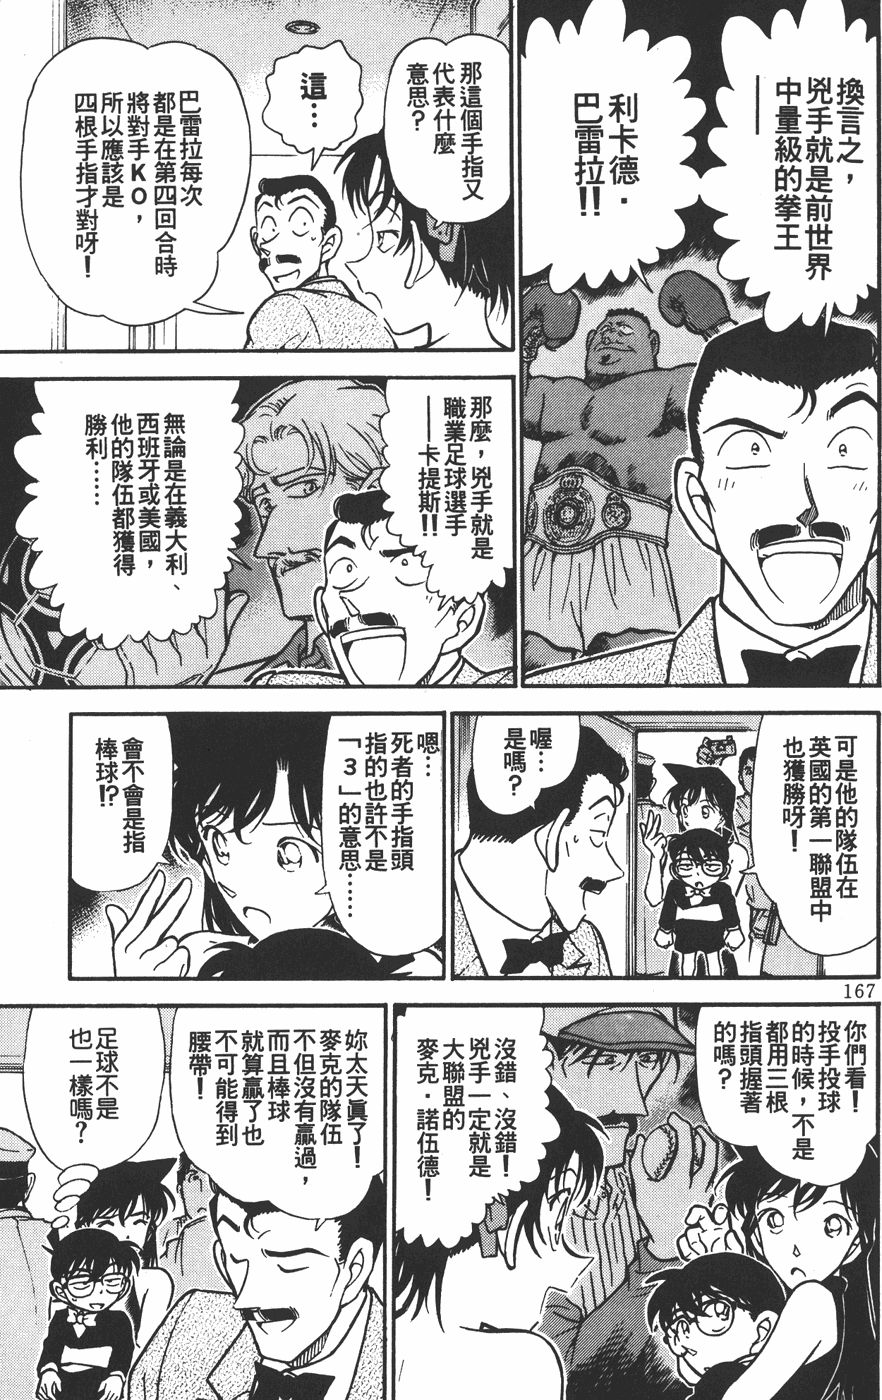 換言之，
兇手就是前世界
中量級的拳王
——
利卡德．
巴雷拉!!
那這個手指又
代表什麼
意思？
這…
巴雷拉每次
都是在第四回合時
將對手KO，
所以應該是
四根手指才對呀！
那麼，兇手就是
職業足球選手
——卡提斯!!
無論是在義大利、
西班牙或美國，
他的隊伍都獲得
勝利……
可是他的隊伍在
英國的第一聯盟中
也獲勝呀！
喔…
是嗎？
嗯…
死者的手指頭
指的也許不是
「３」的意思……
會不會是指
棒球!?
167
你們看！
投手投球
的時候，不是
都用三根
指頭握著
的嗎？
沒錯、沒錯！
兇手一定就是
大聯盟的
麥克．諾伍德！
妳太天真了！
麥克的隊伍
不但沒有贏過，
而且棒球
就算贏了也
不可能得到
腰帶！
足球不是
也一樣嗎？